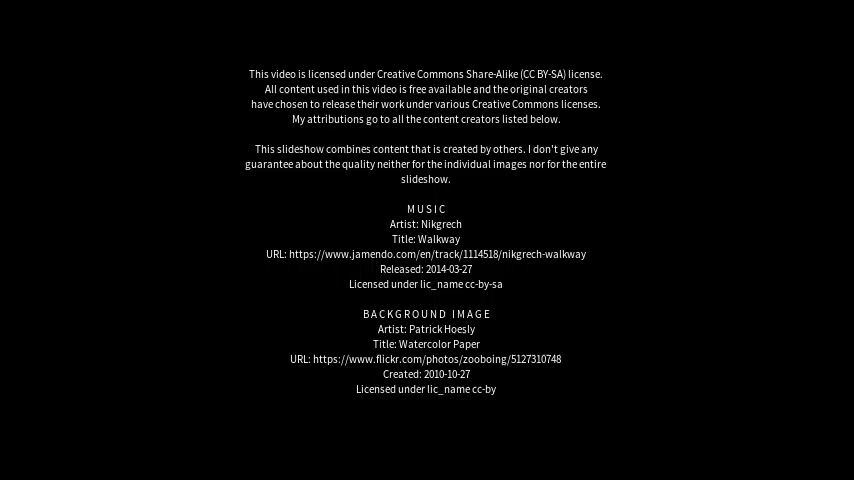 This video is licensed under Creative Commons Share-Alike (CC BY-SA) license.
All content used in this video is free available and the original creators
have chosen to release their work under various Creative Commons licenses.
My attributions go to all the content creators listed below.
This slideshow combines content that is created by others. I don't give any
guarantee about the quality neither for the individual images nor for the entire
slideshow.
MUSIC
Artist: Nikgrech
Title: Walkway
URL: https://www.jamendo.com/en/track/1114518/nikgrech-walkway
Released: 2014-03-27
Licensed under lic_name cc-by-sa
BACKGROUND IMAGE
Artist: Patrick Hoesly
Title: Watercolor Paper
URL: https://www.flickr.com/photos/zooboing/5127310748
Created: 2010-10-27
Licensed under lic_name cc-by